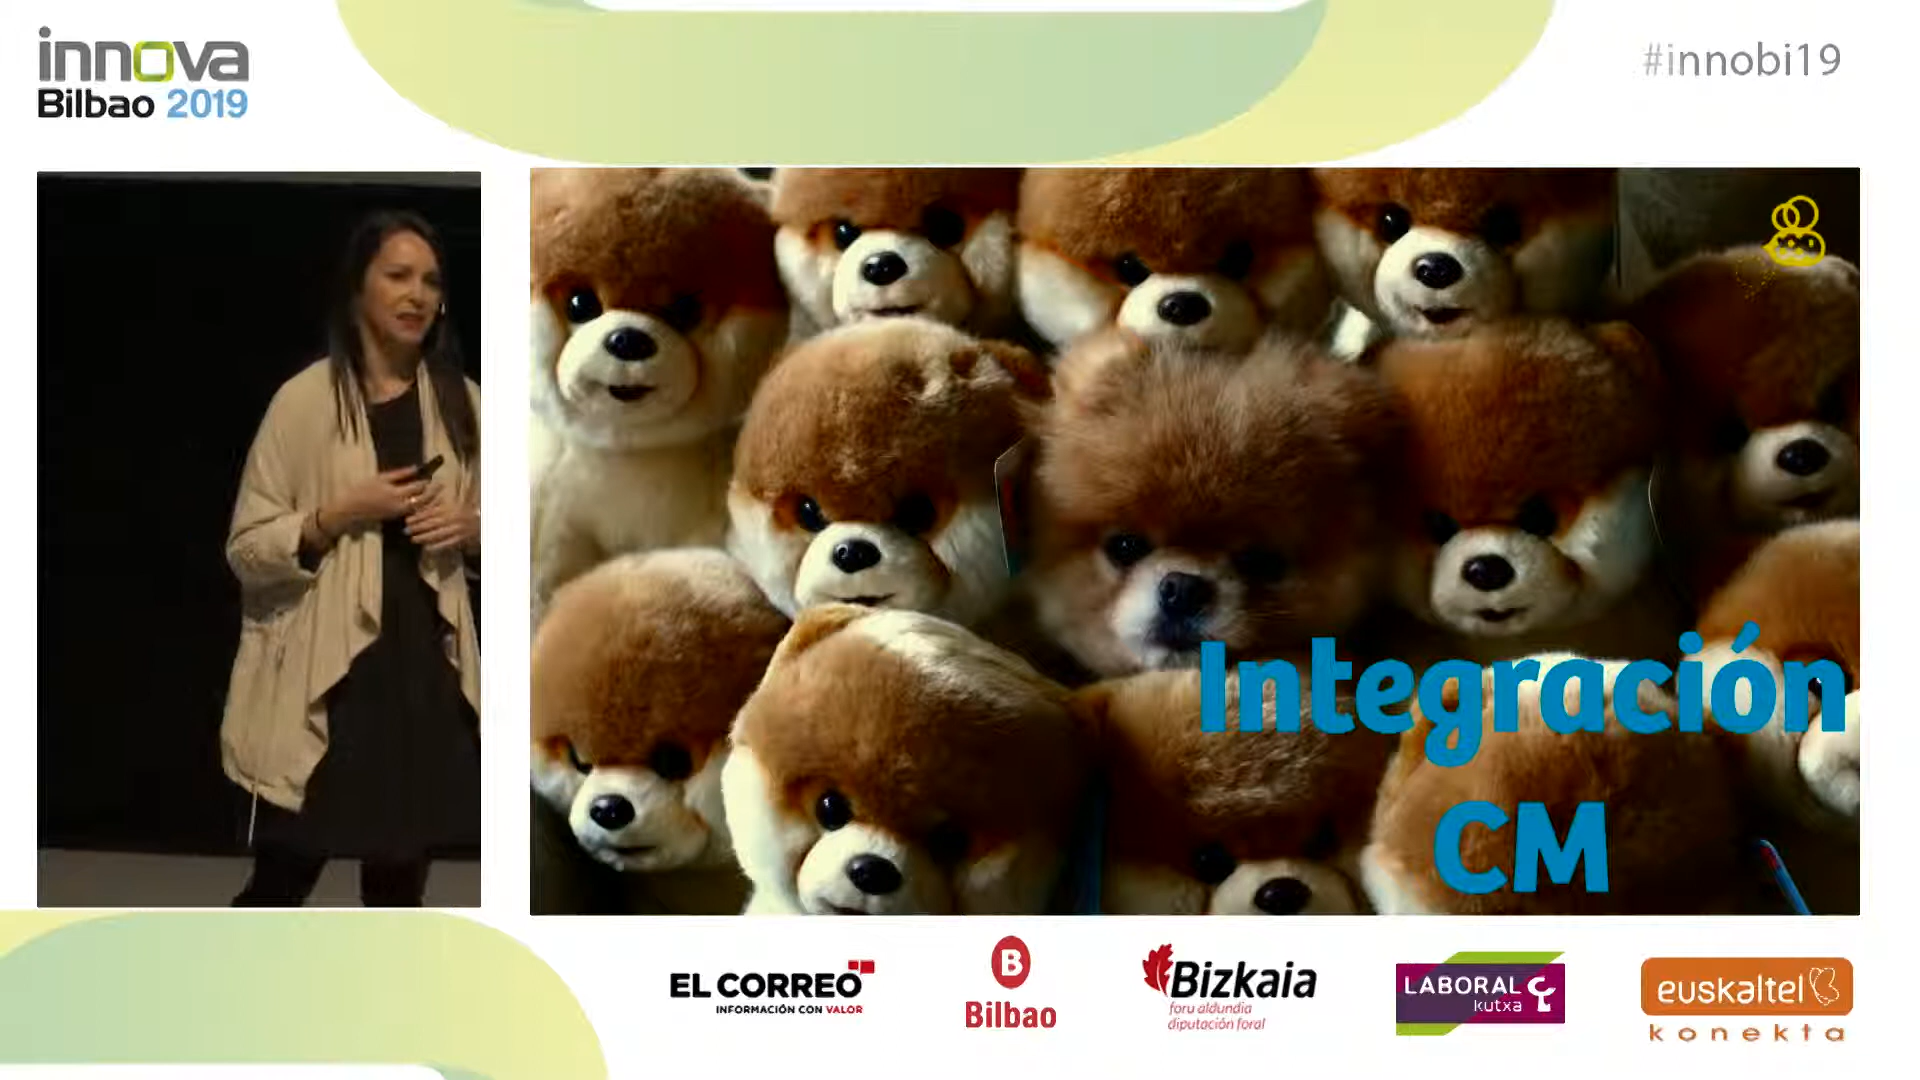 innova
Bilbao 2019
#innobi19
Integración
CM
EL CORREO
INFORMACIÓN CON VALOR
B
Bilbao
Bizkaia
foru aldundia
diputación foral
LABORAL
kutxa
euskaltel
konekta